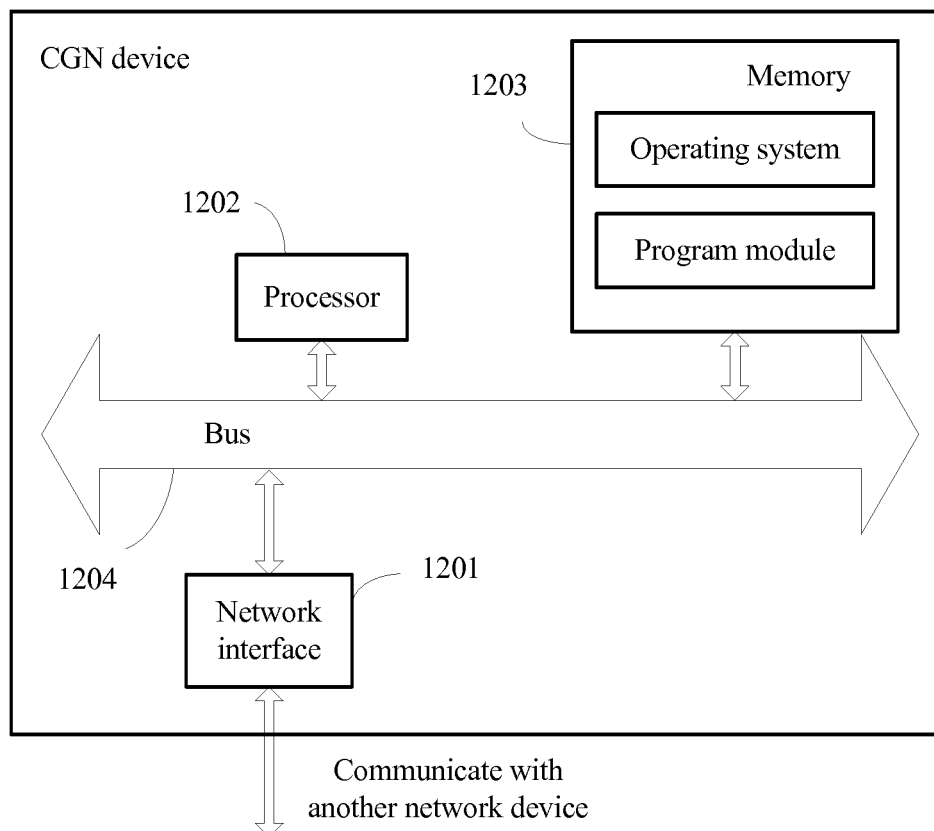 CGN device
1203
Memory
Operating system
Program module
1202
Processor
Bus
1204
1201
Network
interface
Communicate with
another network device